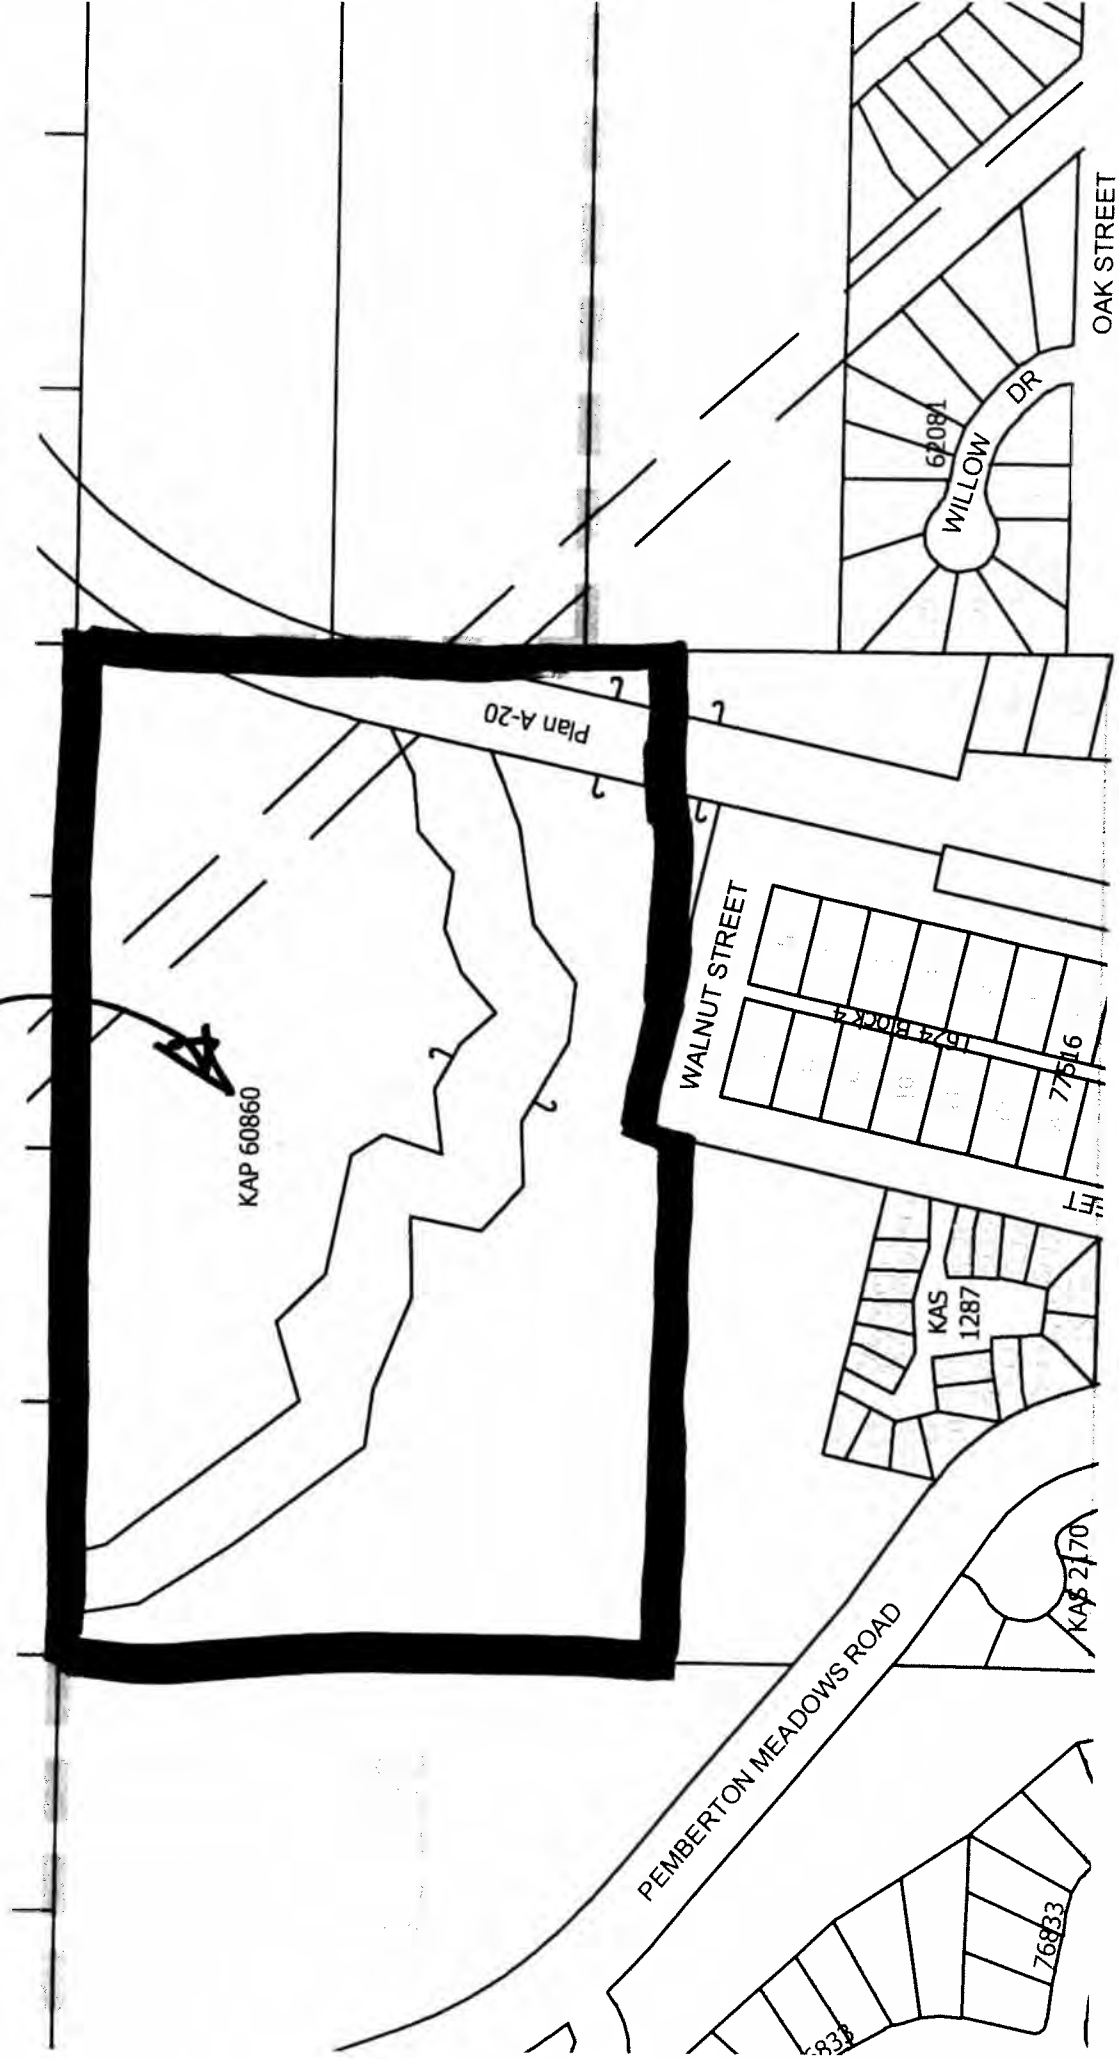 KAP 60860
Plan A-20
WALNUT STREET
1624 Block 4
77516
OAK STREET
WILLOW DR
62081
KAS
1287
KAS 2170
PEMBERTON MEADOWS ROAD
76833